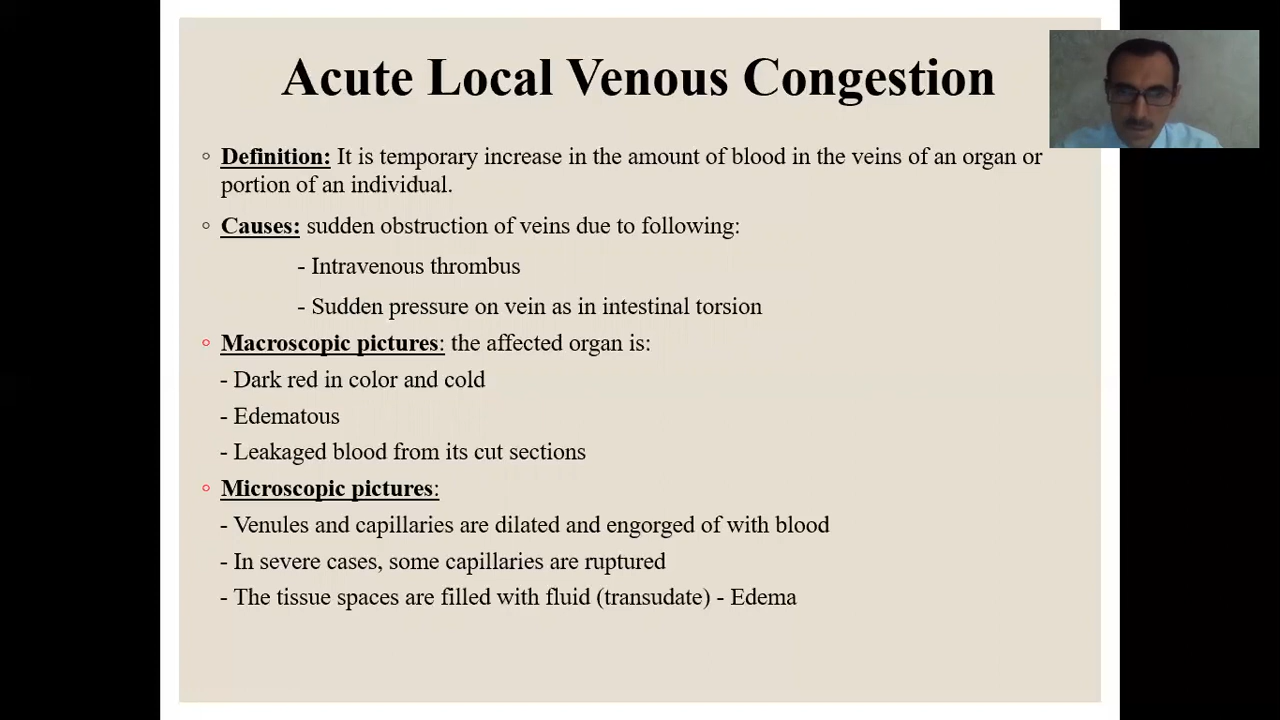 Acute Local Venous Congestion
◦ Definition: It is temporary increase in the amount of blood in the veins of an organ or
portion of an individual.
◦ Causes: sudden obstruction of veins due to following:
- Intravenous thrombus
- Sudden pressure on vein as in intestinal torsion
◦ Macroscopic pictures: the affected organ is:
- Dark red in color and cold
- Edematous
- Leakaged blood from its cut sections
◦ Microscopic pictures:
- Venules and capillaries are dilated and engorged of with blood
- In severe cases, some capillaries are ruptured
- The tissue spaces are filled with fluid (transudate) - Edema